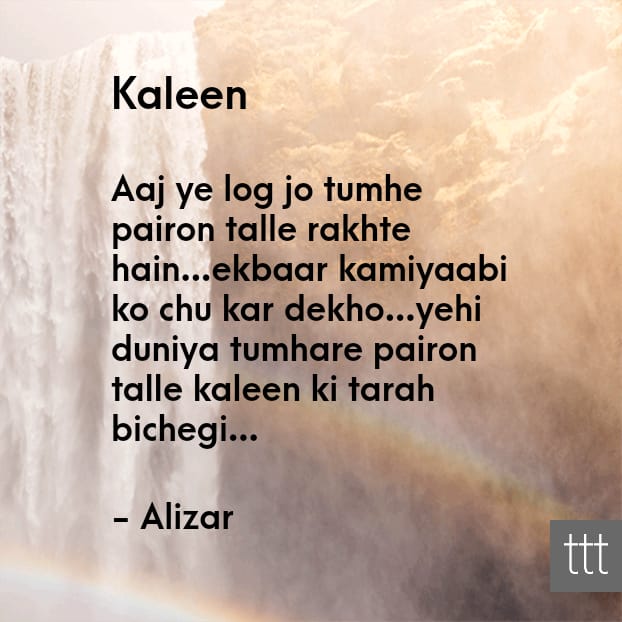 Kaleen
Aaj ye log jo tumhe
pairon talle rakhte
hain...ekbaar kamiyaabi
ko chu kar dekho...yehi
duniya tumhare pairon
talle kaleen ki tarah
bichegi...
- Alizar
ttt